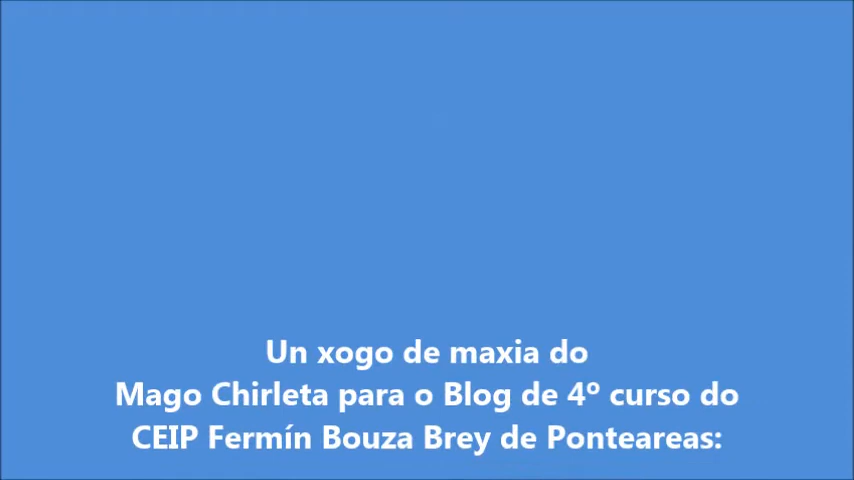 Un xogo de maxia do
Mago Chirleta para o Blog de 4º curso do
CEIP Fermín Bouza Brey de Ponteareas: